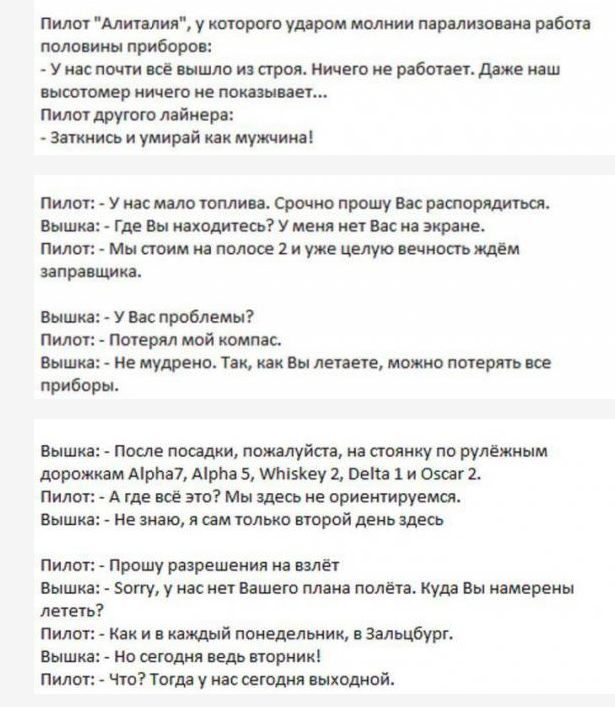 Пилот "Алиталия", у которого ударом молнии парализована работа
половины приборов:
- У нас почти всё вышло из строя. Ничего не работает. Даже наш
высотомер ничего не показывает...
Пилот другого лайнера:
- Заткнись и умирай как мужчина!
Пилот: - У нас мало топлива. Срочно прошу Вас распорядиться.
Вышка: - Где Вы находитесь? У меня нет Вас на экране.
Пилот: - Мы стоим на полосе 2 и уже целую вечность ждём
заправщика.
Вышка: - У Вас проблемы?
Пилот: - Потерял мой компас.
Вышка: - Не мудрено. Так, как Вы летаете, можно потерять все
приборы.
Вышка: - После посадки, пожалуйста, на стоянку по рулёжным
дорожкам Alpha7, Alpha 5, Whiskey 2, Delta 1 и Oscar 2.
Пилот: - А где всё это? Мы здесь не ориентируемся.
Вышка: - Не знаю, я сам только второй день здесь
Пилот: - Прошу разрешения на взлёт
Вышка: - Sorry, у нас нет Вашего плана полёта. Куда Вы намерены
лететь?
Пилот: - Как и в каждый понедельник, в Зальцбург.
Вышка: - Но сегодня ведь вторник!
Пилот: - Что? Тогда у нас сегодня выходной.